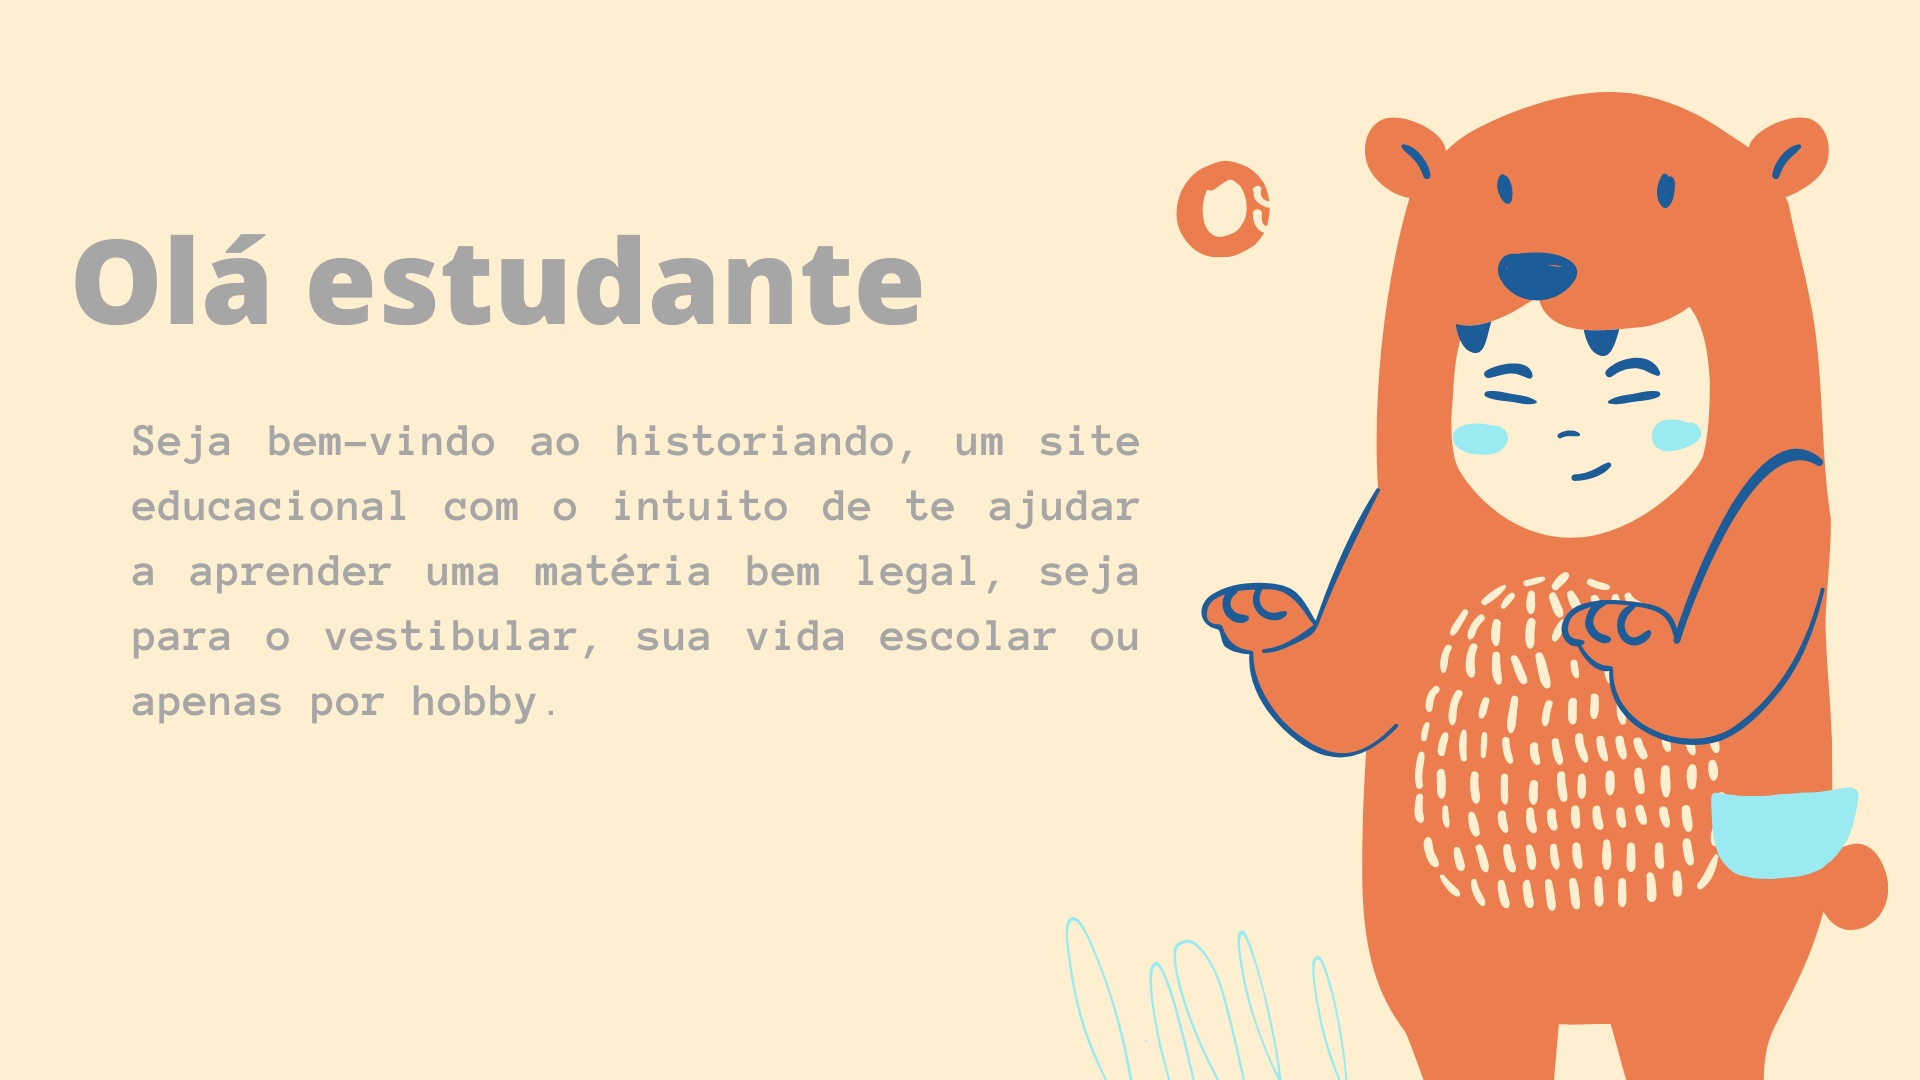 Olá estudante
Seja bem-vindo ao historiando, um site
educacional com o intuito de te ajudar
a aprender uma matéria bem legal, seja
para o vestibular, sua vida escolar ou
apenas por hobby.